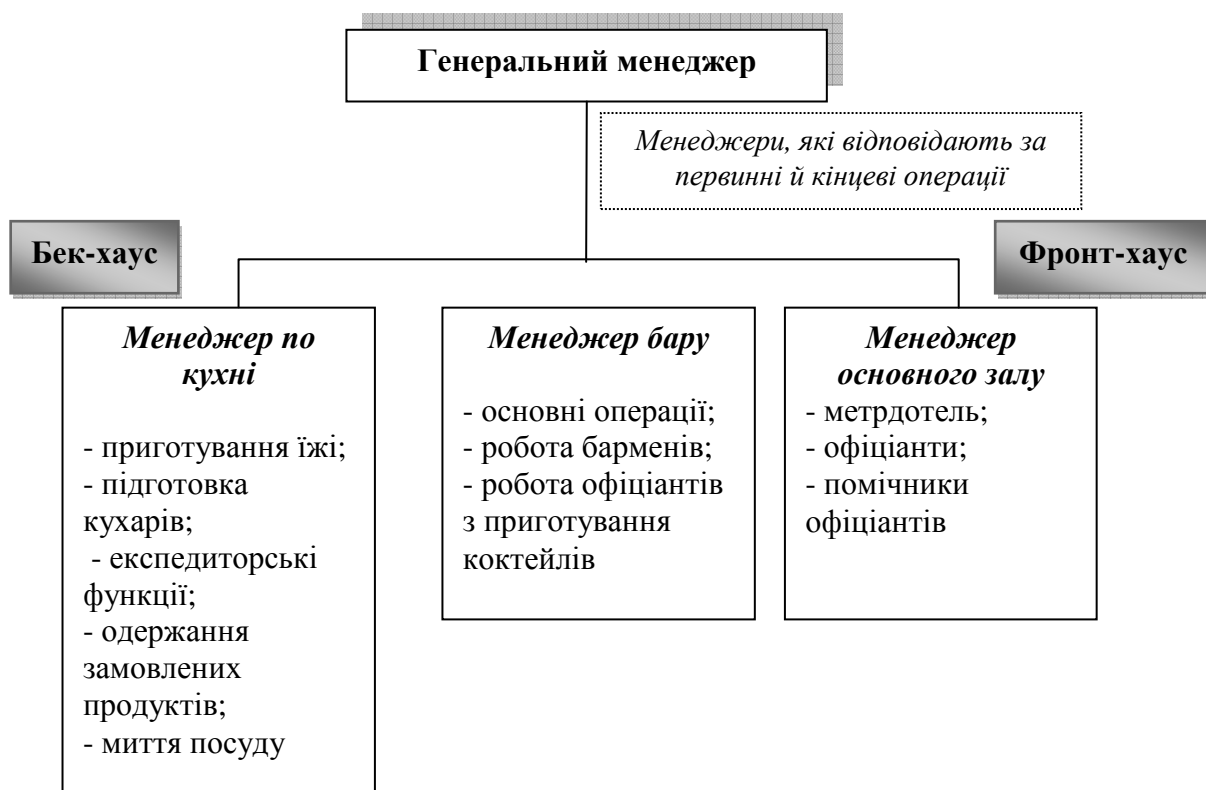 Генеральний менеджер
Менеджери, які відповідають за
первинні й кінцеві операції
Бек-хаус
Фронт-хаус
Менеджер по
кухні
- приготування їжі;
- підготовка
кухарів;
- експедиторські
функції;
- одержання
замовлених
продуктів;
- миття посуду
Менеджер бару
- основні операції;
- робота барменів;
- робота офіціантів
з приготування
коктейлів
Менеджер
основного залу
- метрдотель;
- офіціанти;
- помічники
офіціантів